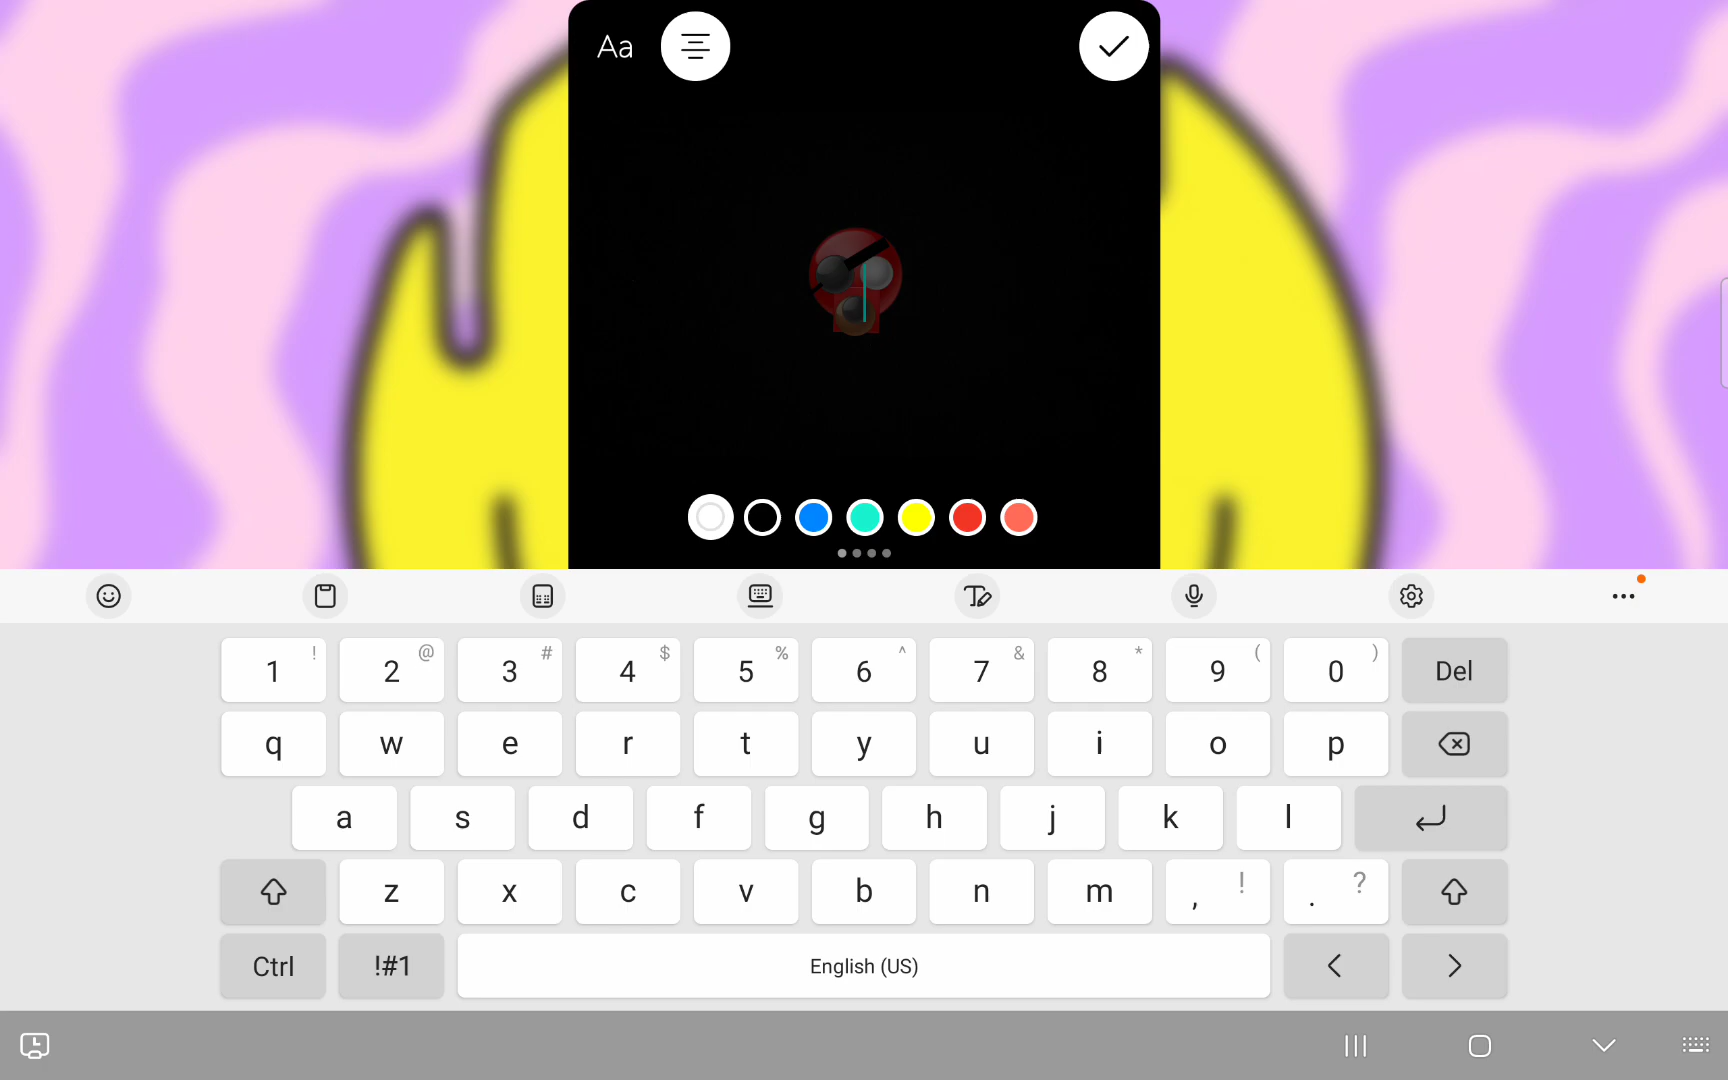 Aa
! @ # $ % ^ & * ( )
1 2 3 4 5 6 7 8 9 0 Del
q w e r t y u i o p
a s d f g h j k l
z x c v b n m , ! . ?
Ctrl !#1 English (US) < >